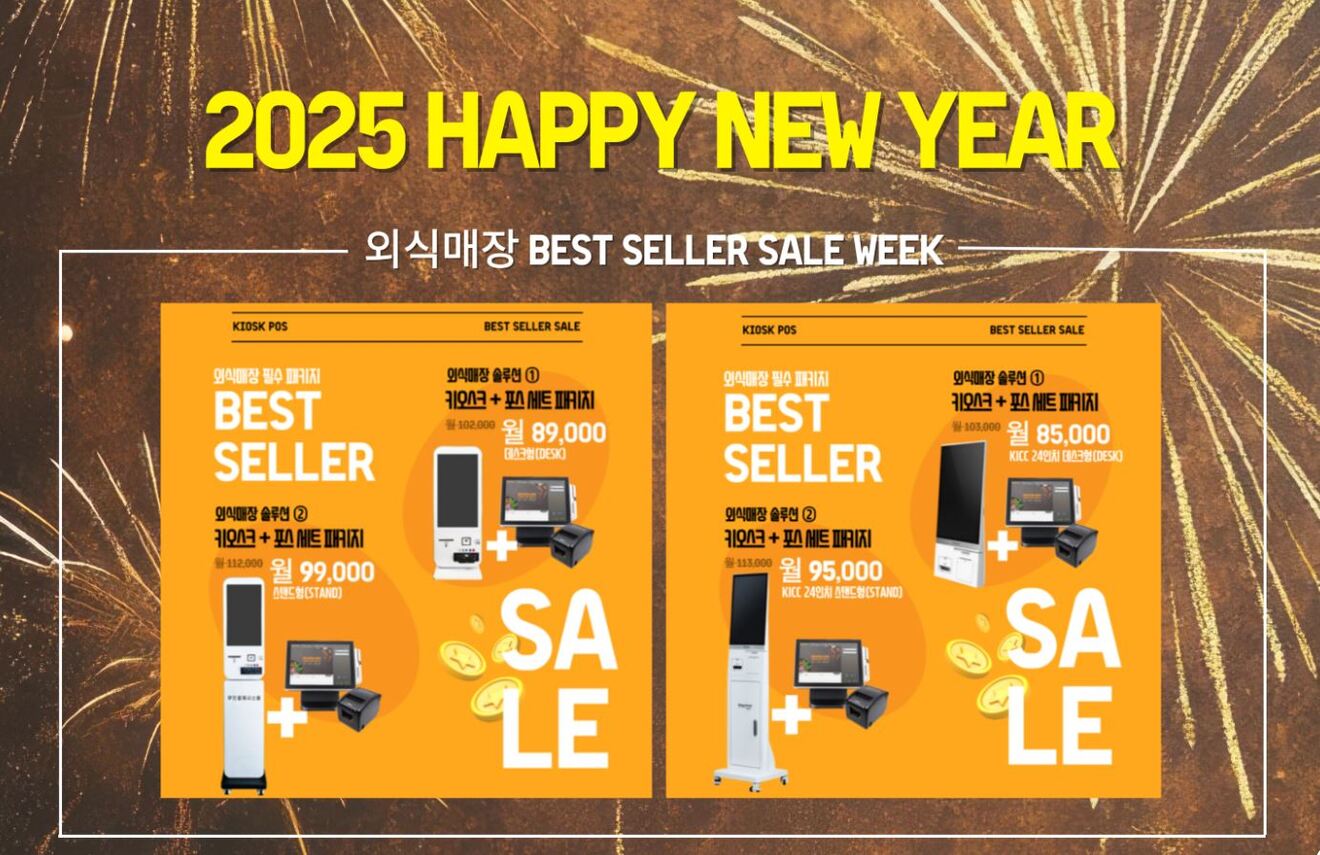 2025 HAPPY NEW YEAR
외식매장 BEST SELLER SALE WEEK
KIOSK POS
BEST SELLER SALE
외식매장 필수 패키지
BEST
SELLER
외식매장 솔루션 ①
키오스크 + 포스 세트 패키지
월 102,000 월 89,000
데스크형(DESK)
외식매장 솔루션 ②
키오스크 + 포스 세트 패키지
월 112,000 월 99,000
스탠드형(STAND)
SA
LE
KIOSK POS
BEST SELLER SALE
외식매장 필수 패키지
BEST
SELLER
외식매장 솔루션 ①
키오스크 + 포스 세트 패키지
월 103,000 월 85,000
KICC 24인치 데스크형(DESK)
외식매장 솔루션 ②
키오스크 + 포스 세트 패키지
월 113,000 월 95,000
KICC 24인치 스탠드형(STAND)
SA
LE